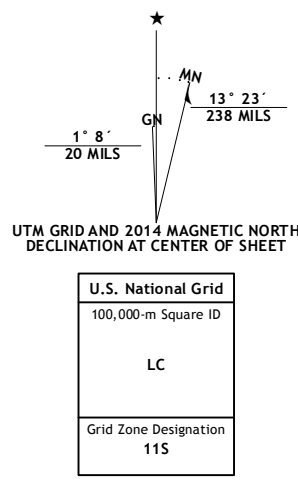 ★
MN
GN
13° 23´
238 MILS
1° 8´
20 MILS
UTM GRID AND 2014 MAGNETIC NORTH
DECLINATION AT CENTER OF SHEET
U.S. National Grid
100,000-m Square ID
LC
Grid Zone Designation
11S